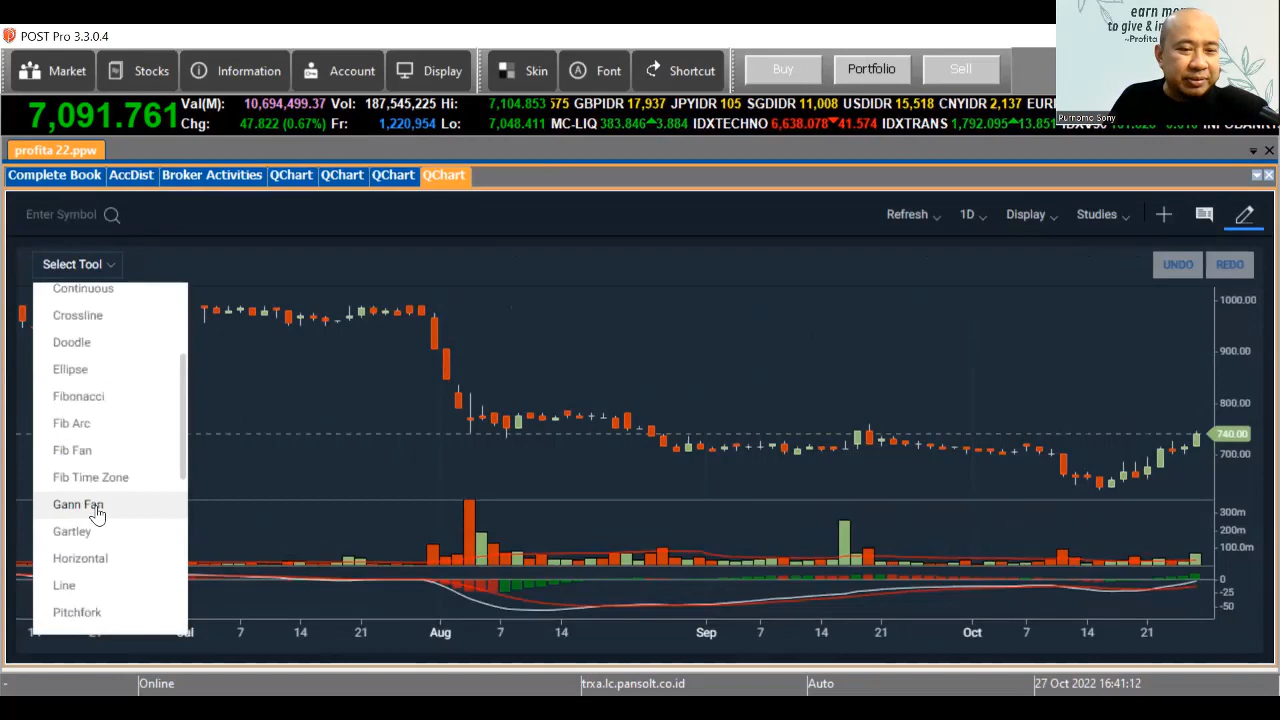 POST Pro 3.3.0.4
earn
to give &
~Profita
Market Stocks Information Account Display Skin Font Shortcut Buy Portfolio Sell
7,091.761
Val(M): 10,694,499.37 Vol: 187,545,225 Hi: 7,104.853 575 GBPIDR 17,937 JPYIDR 105 SGDIDR 11,008 USDIDR 15,518 CNYIDR 2,137
Chg: 47.822 (0.67%) Fr: 1,220,954 Lo: 7,048.411 MC-LIQ 383.846 3.884 IDXTECHNO 6,638.078 41.574 IDXTRANS 1,792.095 13.851
Purnomo Sony
profita 22.ppw
Complete Book AccDist Broker Activities QChart QChart QChart QChart
Enter Symbol Refresh 1D Display Studies
Select Tool UNDO REDO
Continuous
Crossline
Doodle
Ellipse
Fibonacci
Fib Arc
Fib Fan
Fib Time Zone
Gann Fan
Gartley
Horizontal
Line
Pitchfork
1000.00
900.00
800.00
740.00
700.00
300m
200m
100.0m
0
-25
-50
7 14 21 Aug 7 14 Sep 7 14 21 Oct 7 14 21
- Online trxa.lc.pansolt.co.id Auto 27 Oct 2022 16:41:12